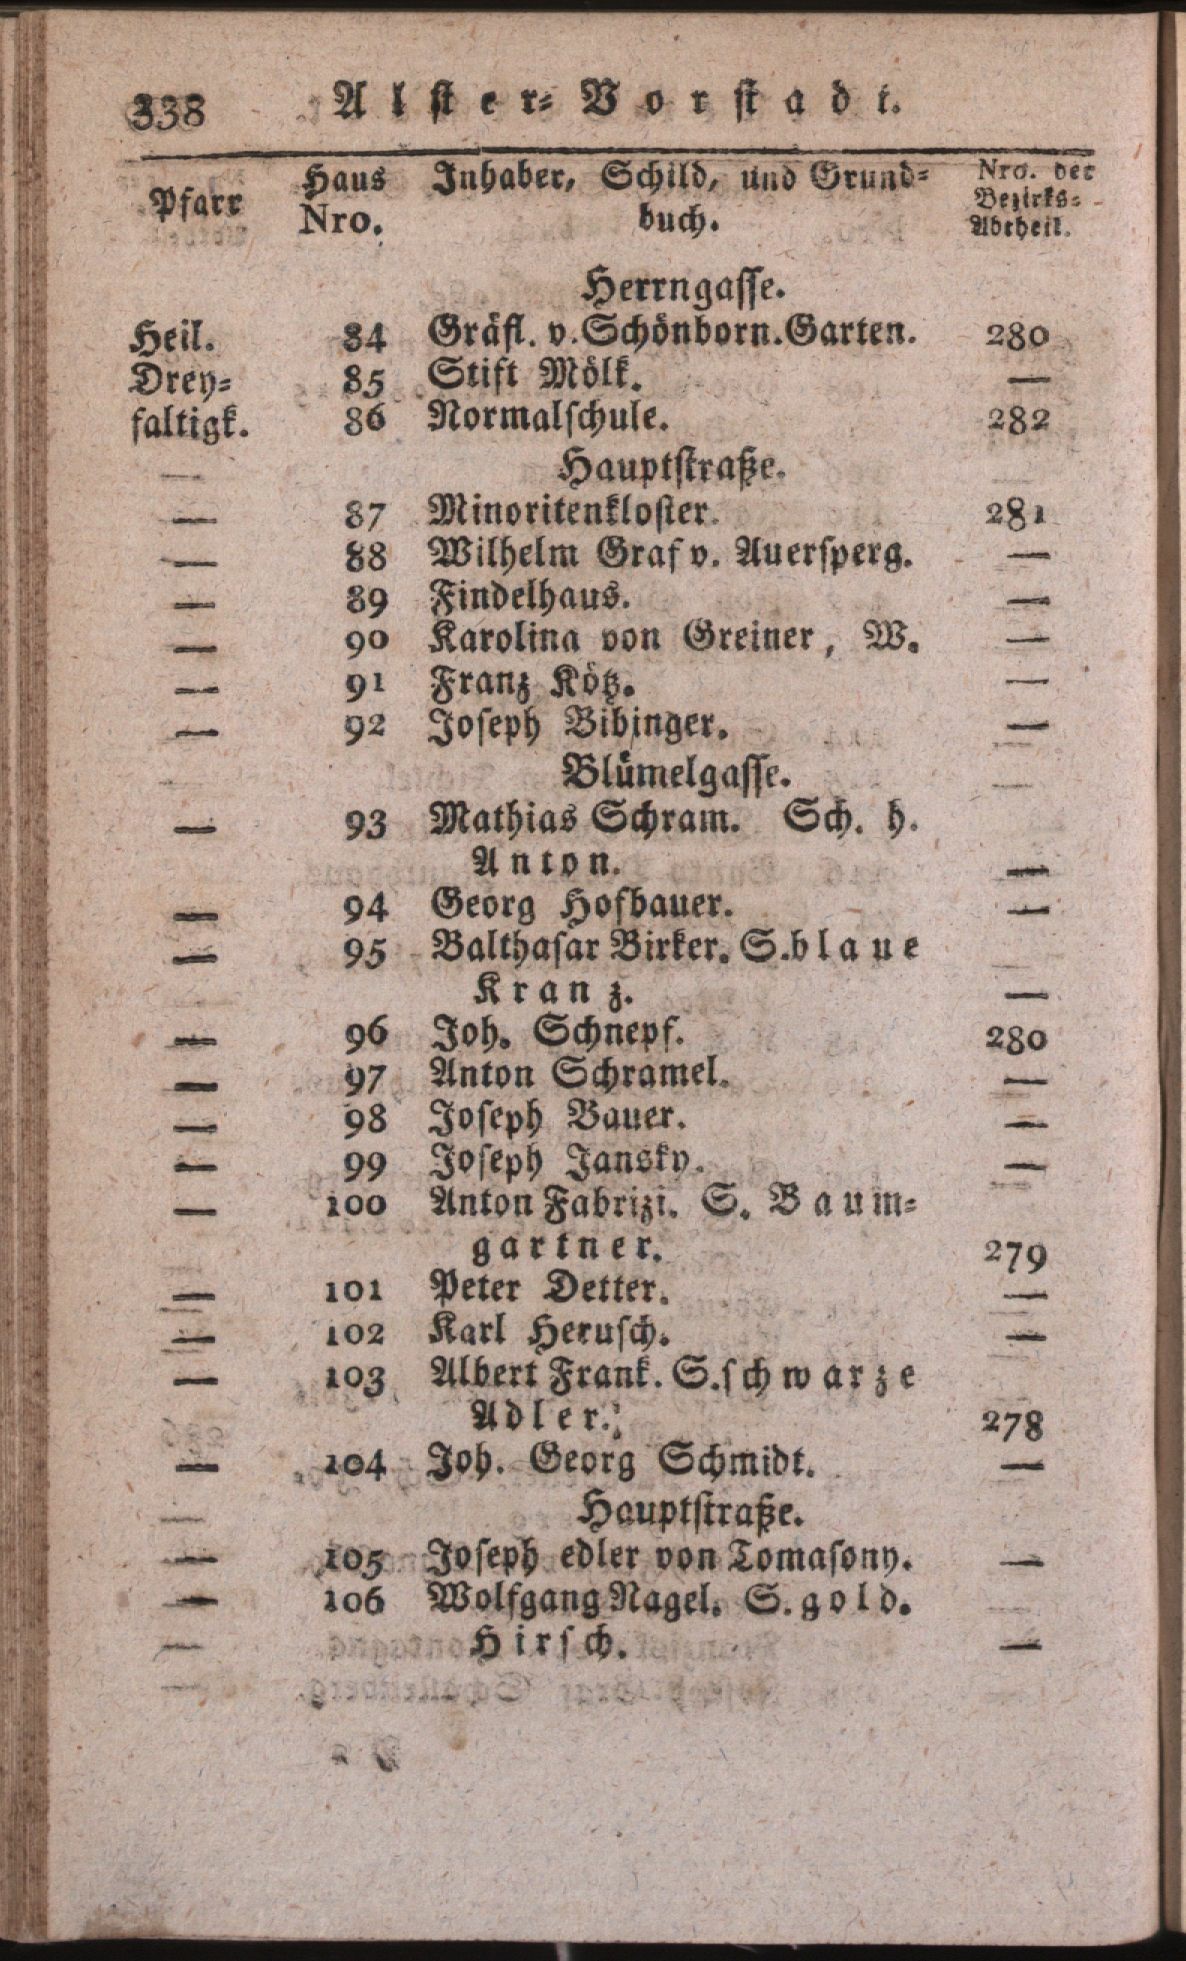 338 Alster-Vorstadt.
Pfarr Haus Nro. Inhaber, Schild, und Grund-buch. Nro. der Bezirks-Abtheil.
Herrngasse.
Heil. 84 Gräfl. v. Schönborn. Garten. 280
Drey- 85 Stift Mölk. —
faltigk. 86 Normalschule. 282
Hauptstraße.
— 87 Minoritenkloster. 281
— 88 Wilhelm Graf v. Auersperg. —
— 89 Findelhaus. —
— 90 Karolina von Greiner, W. —
— 91 Franz Kötz. —
— 92 Joseph Bibinger. —
Blümelgasse.
— 93 Mathias Schram. Sch. h.
Anton. —
— 94 Georg Hofbauer. —
— 95 Balthasar Birker. S. blaue
Kranz. —
— 96 Joh. Schnepf. 280
— 97 Anton Schramel. —
— 98 Joseph Bauer. —
— 99 Joseph Jansky. —
— 100 Anton Fabrizi. S. Baum-
gartner. 279
— 101 Peter Detter. —
— 102 Karl Herusch. —
— 103 Albert Frank. S. schwarze
Adler. 278
— 104 Joh. Georg Schmidt. —
Hauptstraße.
— 105 Joseph edler von Tomasony. —
— 106 Wolfgang Nagel. S. gold.
Hirsch. —